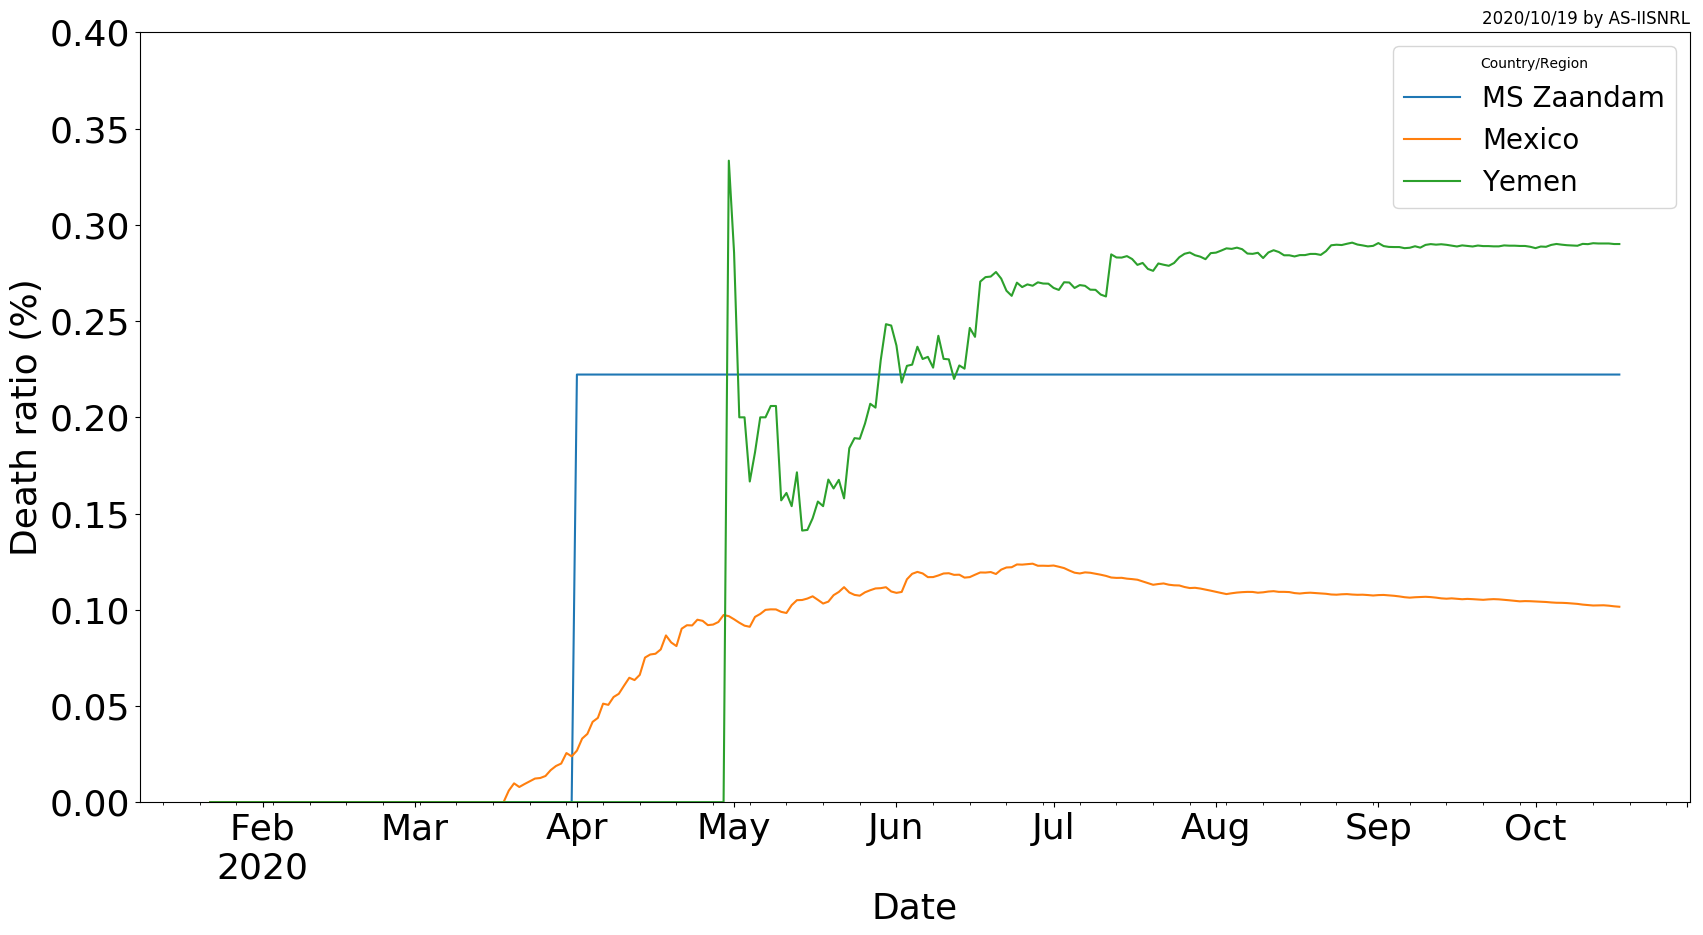 2020/10/19 by AS-IISNRL
Country/Region
MS Zaandam
Mexico
Yemen
0.40
0.35
0.30
0.25
0.20
0.15
0.10
0.05
0.00
Death ratio (%)
Feb Mar Apr May Jun Jul Aug Sep Oct
2020
Date